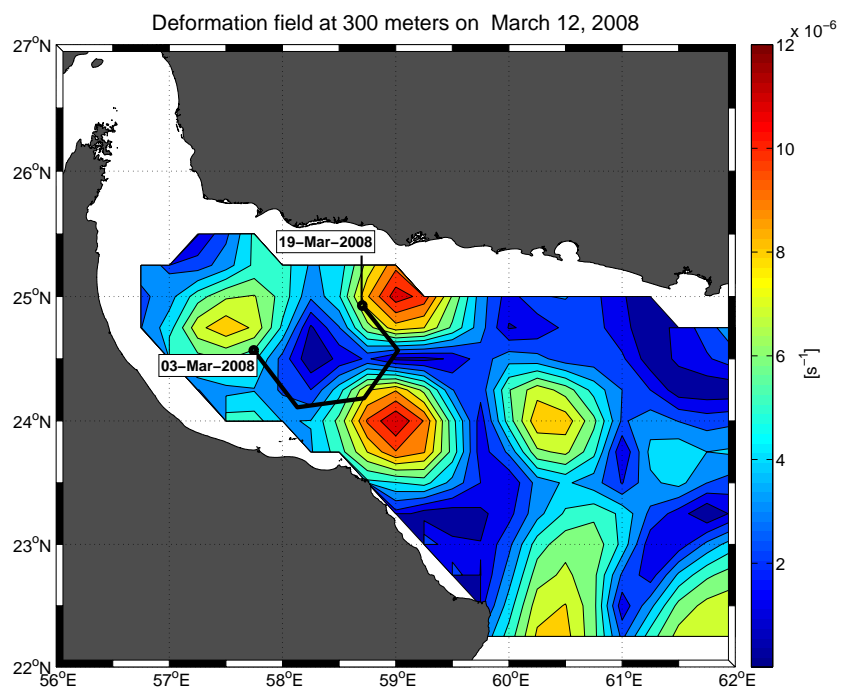 Deformation field at 300 meters on March 12, 2008
x 10⁻⁶
27°N
26°N
25°N
24°N
23°N
22°N
56°E
57°E
58°E
59°E
60°E
61°E
62°E
19−Mar−2008
03−Mar−2008
12
10
8
6
4
2
[s⁻¹]